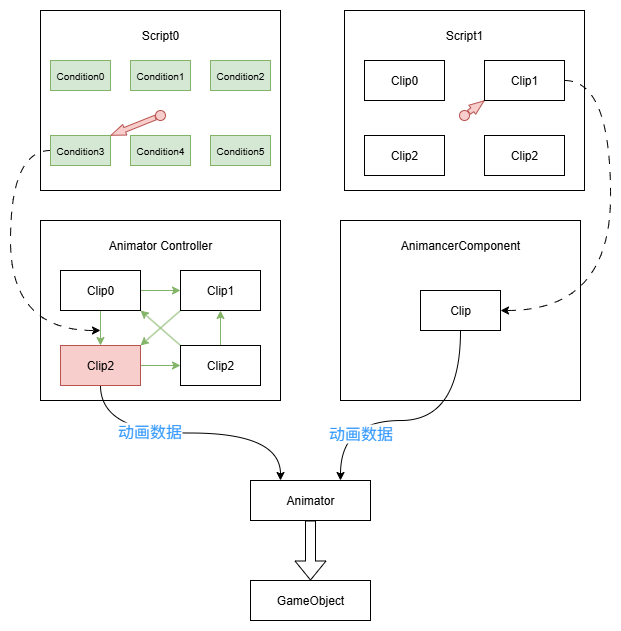 Script0
Condition0
Condition1
Condition2
Condition3
Condition4
Condition5
Script1
Clip0
Clip1
Clip2
Clip2
Animator Controller
Clip0
Clip1
Clip2
Clip2
AnimancerComponent
Clip
动画数据
动画数据
Animator
GameObject